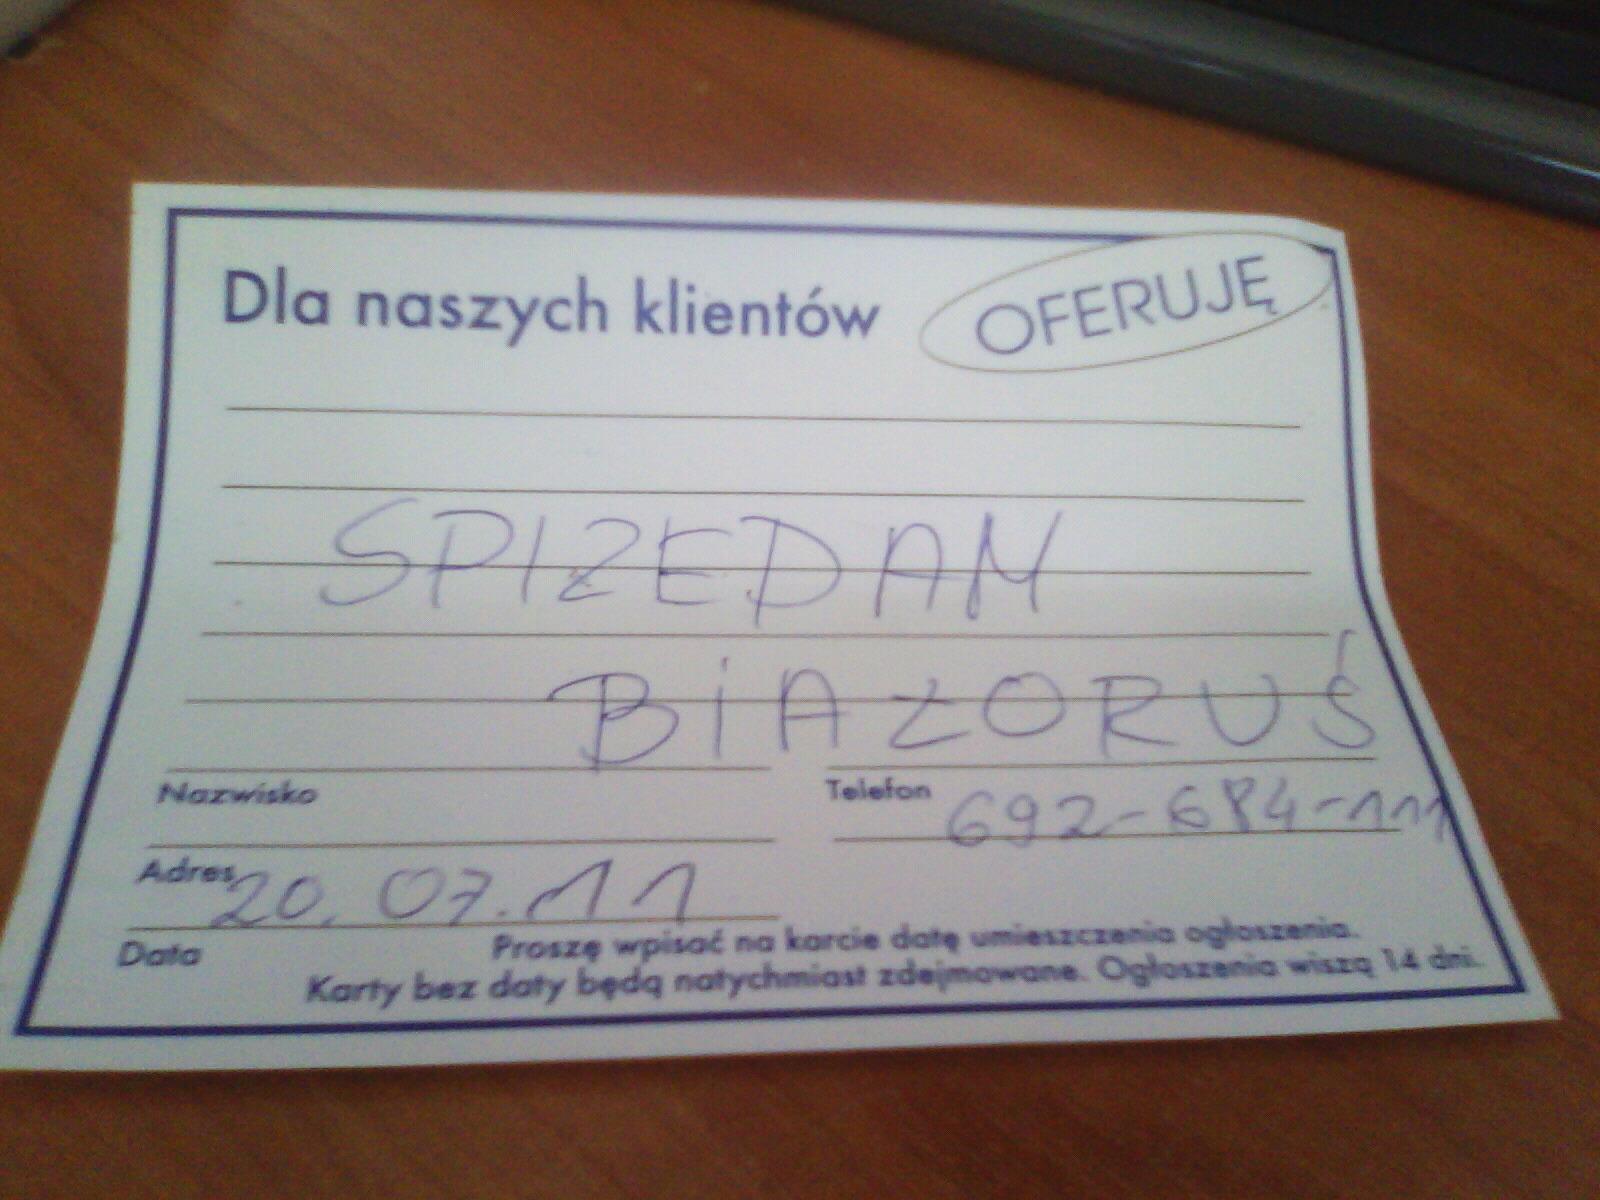 Dla naszych klientów OFERUJĘ
SPIZEDAM
BIAŁORUŚ
Nazwisko
Telefon 692-684-111
Adres
20.07.11
Data
Proszę wpisać na karcie datę umieszczenia ogłoszenia.
Karty bez daty będą natychmiast zdejmowane. Ogłoszenia wiszą 14 dni.